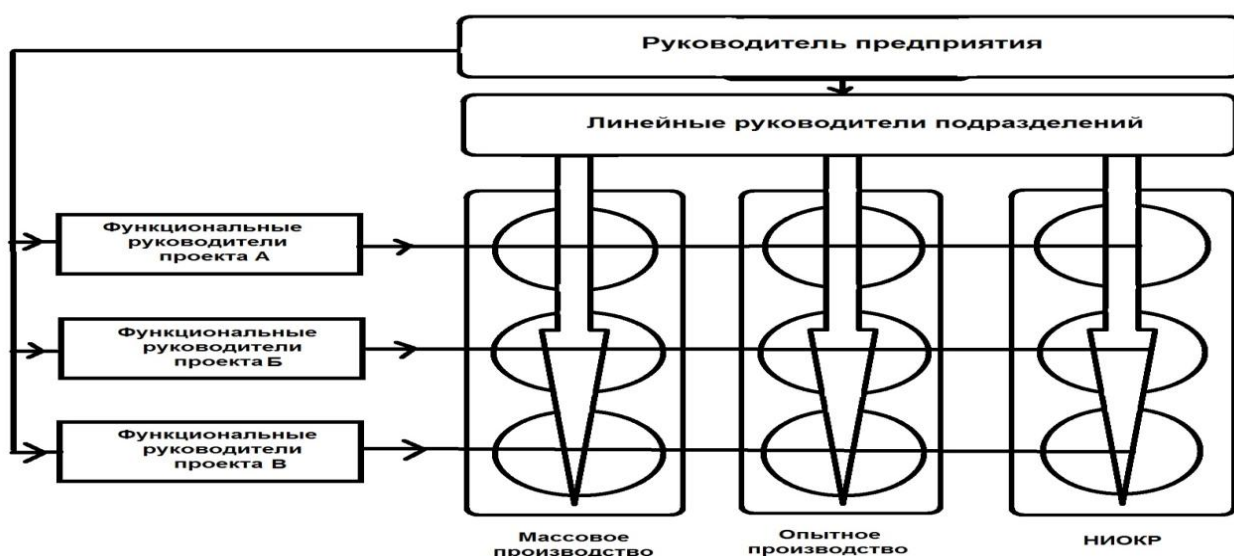 Руководитель предприятия
Линейные руководители подразделений
Функциональные
руководители
проекта А
Функциональные
руководители
проекта Б
Функциональные
руководители
проекта В
Массовое
производство
Опытное
производство
НИОКР